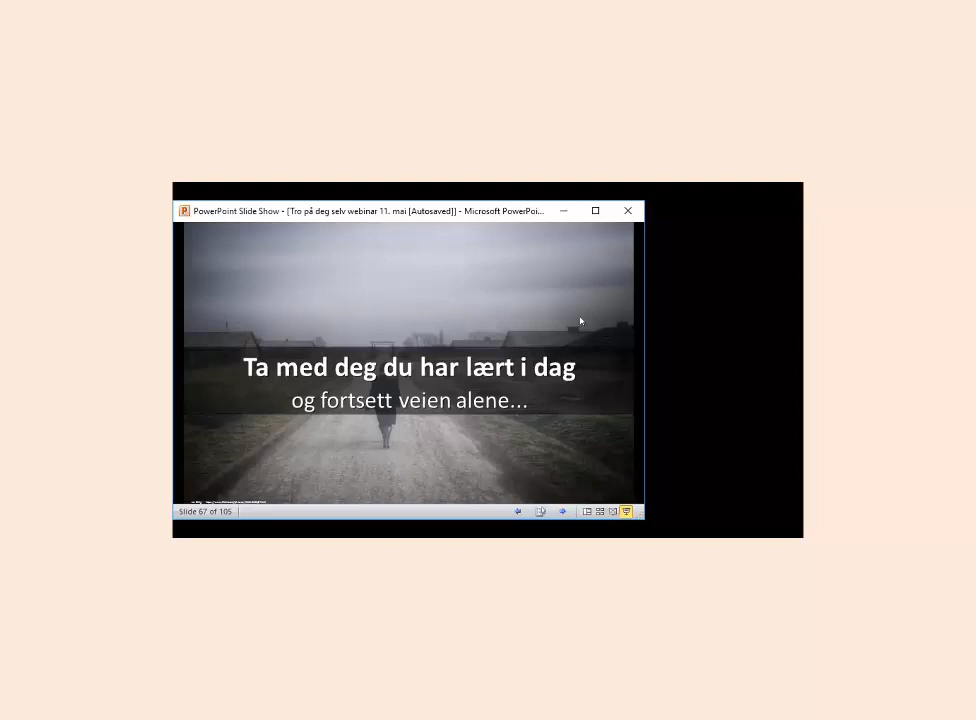 PowerPoint Slide Show - [Tro på deg selv webinar 11. mai [Autosaved]] - Microsoft PowerPoi...
Ta med deg du har lært i dag
og fortsett veien alene...
Slide 67 of 105